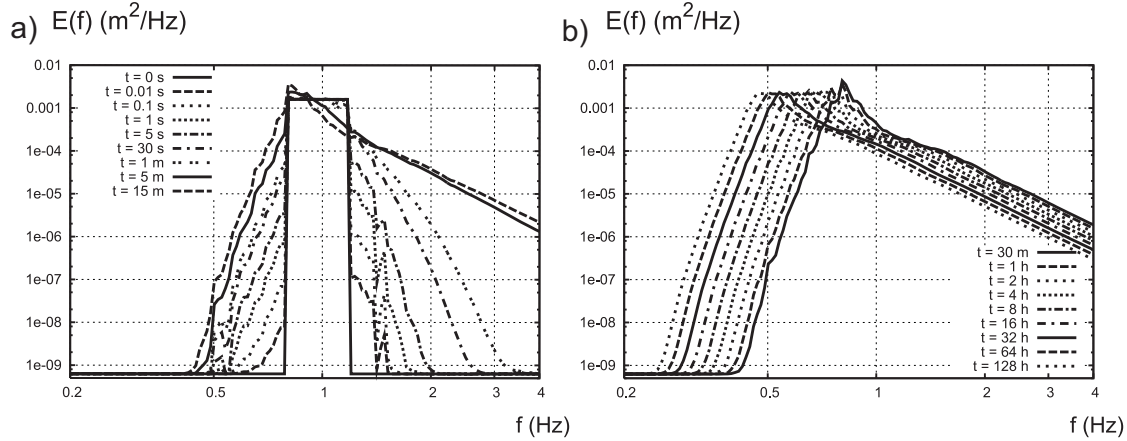 a) E(f) (m²/Hz)
0.01
0.001
1e-04
1e-05
1e-06
1e-07
1e-08
1e-09
t = 0 s
t = 0.01 s
t = 0.1 s
t = 1 s
t = 5 s
t = 30 s
t = 1 m
t = 5 m
t = 15 m
0.2 0.5 1 2 3 4
f (Hz)
b) E(f) (m²/Hz)
0.01
0.001
1e-04
1e-05
1e-06
1e-07
1e-08
1e-09
t = 30 m
t = 1 h
t = 2 h
t = 4 h
t = 8 h
t = 16 h
t = 32 h
t = 64 h
t = 128 h
0.2 0.5 1 2 3 4
f (Hz)